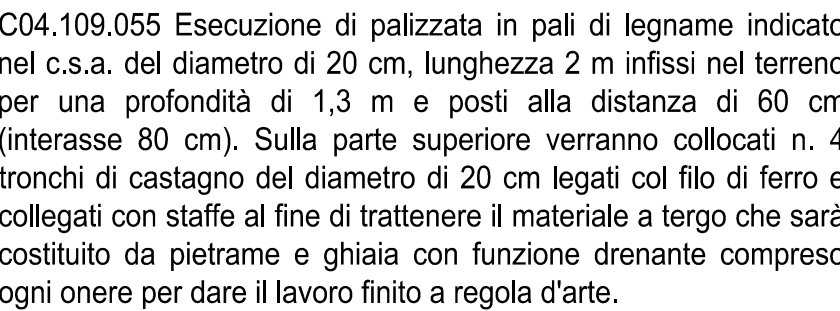 C04.109.055 Esecuzione di palizzata in pali di legname indicato
nel c.s.a. del diametro di 20 cm, lunghezza 2 m infissi nel terreno
per una profondità di 1,3 m e posti alla distanza di 60 cm
(interasse 80 cm). Sulla parte superiore verranno collocati n. 4
tronchi di castagno del diametro di 20 cm legati col filo di ferro e
collegati con staffe al fine di trattenere il materiale a tergo che sarà
costituito da pietrame e ghiaia con funzione drenante compreso
ogni onere per dare il lavoro finito a regola d'arte.